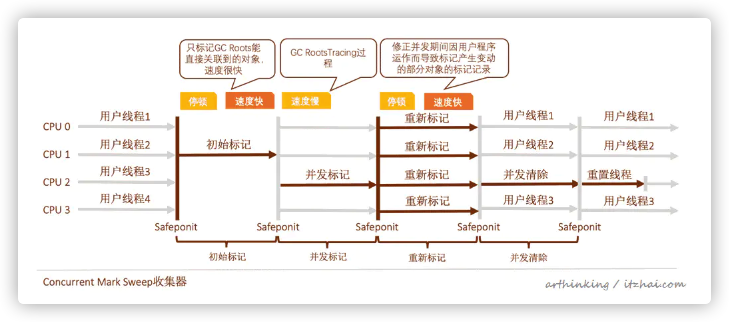 只标记GC Roots能
直接关联到的对象,
速度很快
GC RootsTracing过
程
修正并发期间因用户程序
运作而导致标记产生变动
的部分对象的标记记录
停顿 速度快 速度慢 停顿 速度快
CPU 0 用户线程1 重新标记 用户线程1 用户线程1
CPU 1 用户线程2 初始标记 重新标记 用户线程2 用户线程2
CPU 2 用户线程3 并发标记 重新标记 并发清除 重置线程
CPU 3 用户线程4 重新标记 用户线程3 用户线程3
Safeponit Safeponit Safeponit Safeponit Safeponit
初始标记 并发标记 重新标记 并发清除
Concurrent Mark Sweep收集器
arthinking / itzhai.com